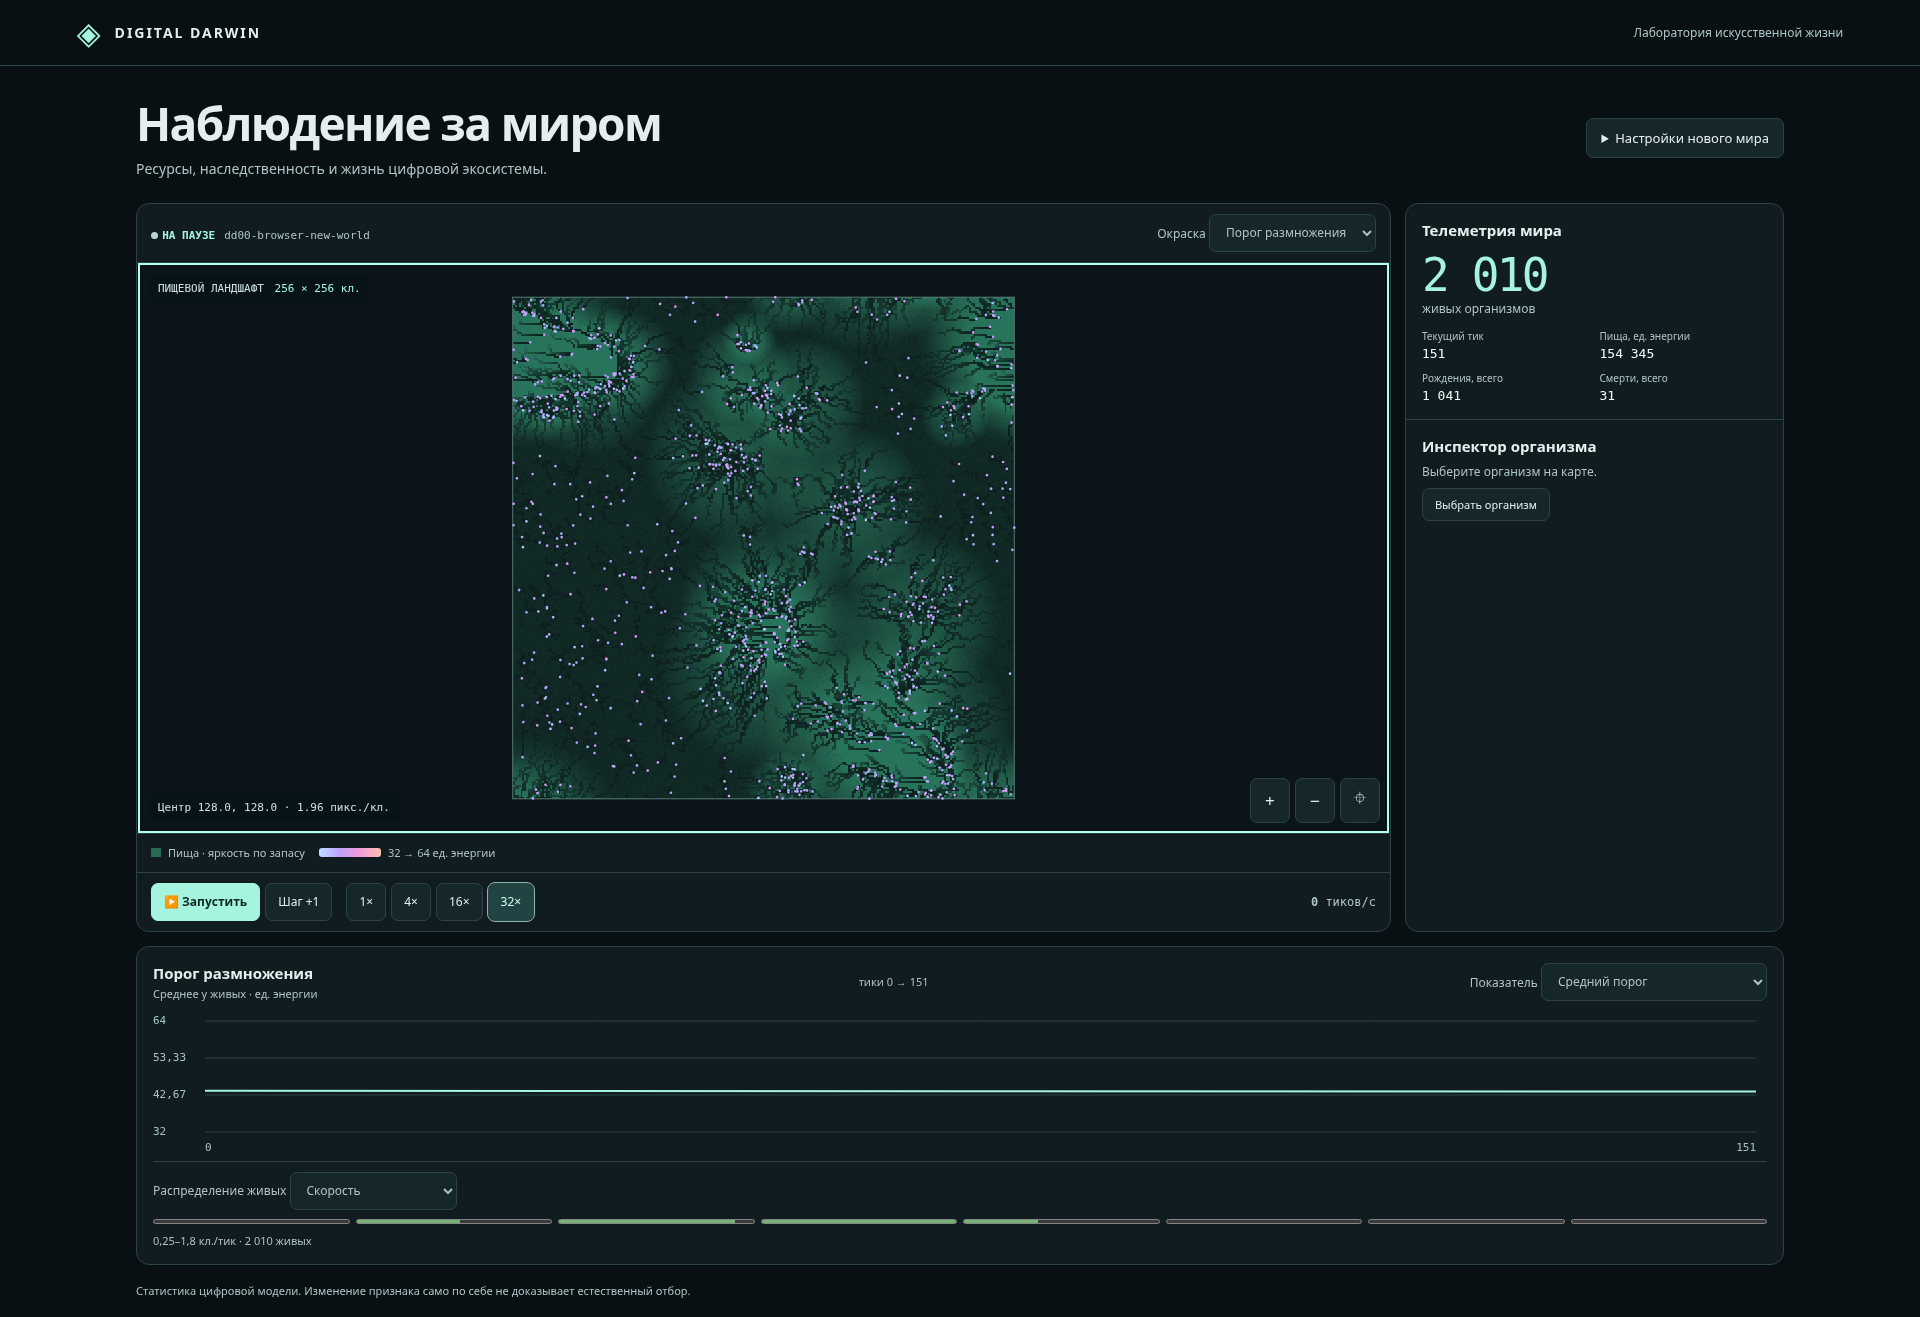 DIGITAL DARWIN
Лаборатория искусственной жизни
Наблюдение за миром
Ресурсы, наследственность и жизнь цифровой экосистемы.
▶ Настройки нового мира
НА ПАУЗЕ dd00-browser-new-world
Окраска Порог размножения
ПИЩЕВОЙ ЛАНДШАФТ 256 × 256 кл.
Центр 128.0, 128.0 · 1.96 пикс./кл.
+ −
Пища · яркость по запасу 32 → 64 ед. энергии
▶ Запустить Шаг +1 1× 4× 16× 32× 0 тиков/с
Телеметрия мира
2 010
живых организмов
Текущий тик Пища, ед. энергии
151 154 345
Рождения, всего Смерти, всего
1 041 31
Инспектор организма
Выберите организм на карте.
Выбрать организм
Порог размножения
Среднее у живых · ед. энергии
тики 0 → 151
Показатель Средний порог
64
53,33
42,67
32
0 151
Распределение живых Скорость
0,25–1,8 кл./тик · 2 010 живых
Статистика цифровой модели. Изменение признака само по себе не доказывает естественный отбор.